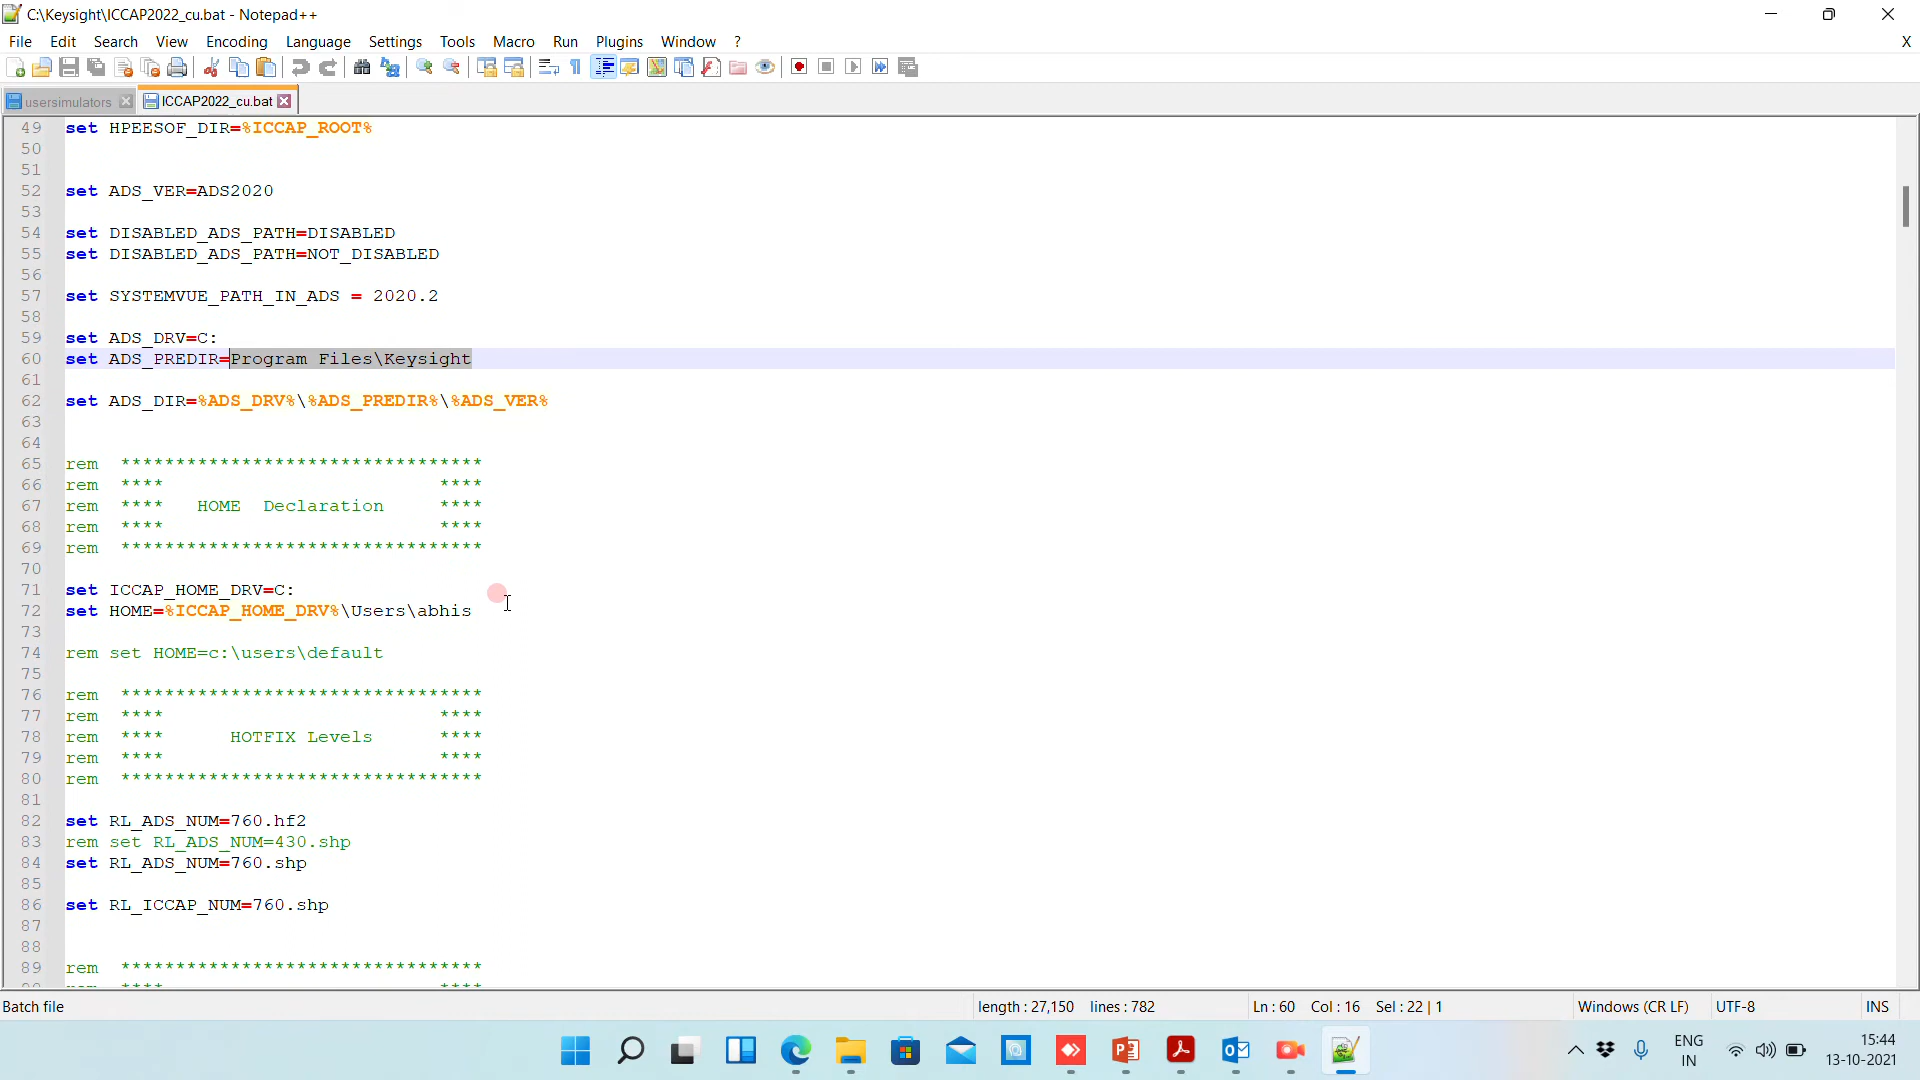 C:\Keysight\ICCAP2022_cu.bat - Notepad++
File Edit Search View Encoding Language Settings Tools Macro Run Plugins Window ? X
usersimulators ICCAP2022_cu.bat
49 set HPEESOF_DIR=%ICCAP_ROOT%
50
51
52 set ADS_VER=ADS2020
53
54 set DISABLED_ADS_PATH=DISABLED
55 set DISABLED_ADS_PATH=NOT_DISABLED
56
57 set SYSTEMVUE_PATH_IN_ADS = 2020.2
58
59 set ADS_DRV=C:
60 set ADS_PREDIR=Program Files\Keysight
61
62 set ADS_DIR=%ADS_DRV%\%ADS_PREDIR%\%ADS_VER%
63
64
65 rem *********************************
66 rem **** ****
67 rem **** HOME Declaration ****
68 rem **** ****
69 rem *********************************
70
71 set ICCAP_HOME_DRV=C:
72 set HOME=%ICCAP_HOME_DRV%\Users\abhis
73
74 rem set HOME=c:\users\default
75
76 rem *********************************
77 rem **** ****
78 rem **** HOTFIX Levels ****
79 rem **** ****
80 rem *********************************
81
82 set RL_ADS_NUM=760.hf2
83 rem set RL_ADS_NUM=430.shp
84 set RL_ADS_NUM=760.shp
85
86 set RL_ICCAP_NUM=760.shp
87
88
89 rem *********************************
Batch file length : 27,150 lines : 782 Ln : 60 Col : 16 Sel : 22 | 1 Windows (CR LF) UTF-8 INS
ENG IN 15:44
13-10-2021